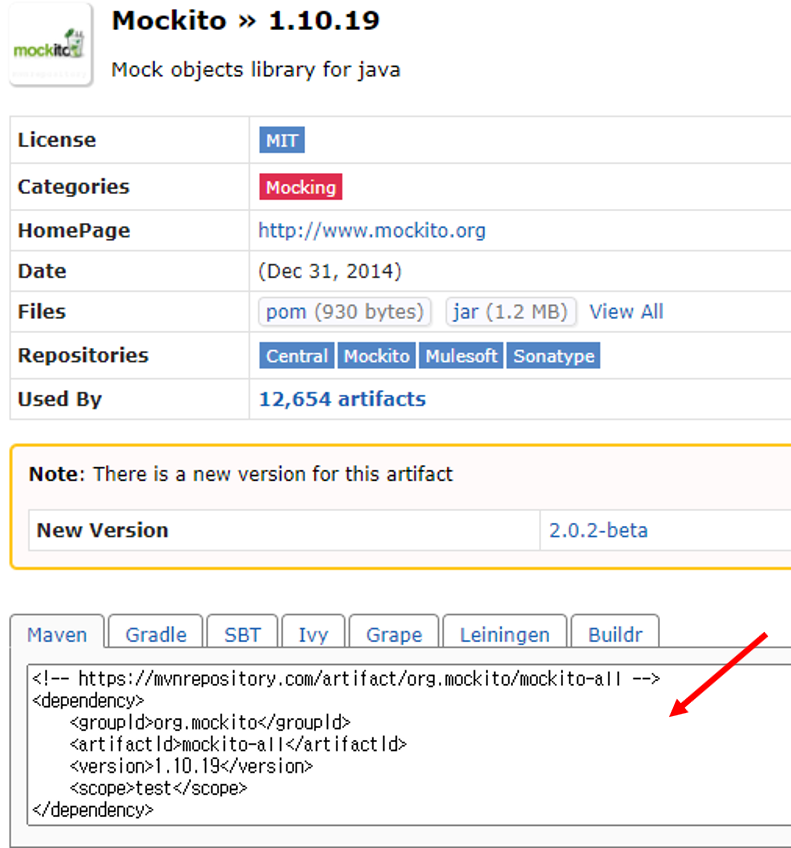 mockito
Mockito » 1.10.19
Mock objects library for java
License MIT
Categories Mocking
HomePage http://www.mockito.org
Date (Dec 31, 2014)
Files pom (930 bytes) jar (1.2 MB) View All
Repositories Central Mockito Mulesoft Sonatype
Used By 12,654 artifacts
Note: There is a new version for this artifact
New Version 2.0.2-beta
Maven Gradle SBT Ivy Grape Leiningen Buildr
<!-- https://mvnrepository.com/artifact/org.mockito/mockito-all -->
<dependency>
    <groupId>org.mockito</groupId>
    <artifactId>mockito-all</artifactId>
    <version>1.10.19</version>
    <scope>test</scope>
</dependency>